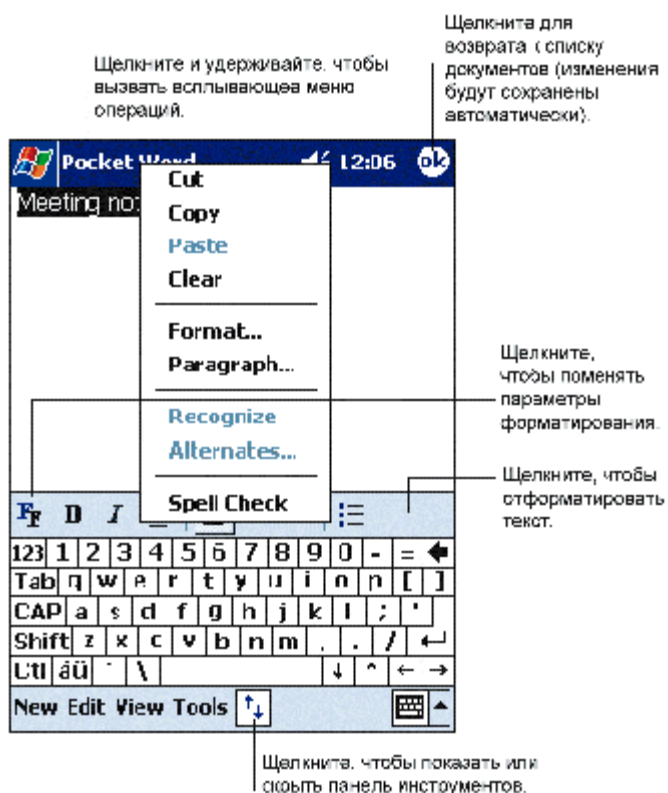 Щелкните для
возврата к списку
документов (изменения
будут сохранены
автоматически).
Щелкните и удерживайте, чтобы
вызвать всплывающее меню
операций.
Pocket Word 12:06 ok
Meeting
Cut
Copy
Paste
Clear
Format...
Paragraph...
Recognize
Alternates...
Spell Check
Щелкните,
чтобы поменять
параметры
форматирования.
Щелкните, чтобы
отформатировать
текст.
FF B I
123 1 2 3 4 5 6 7 8 9 0 - =
Tab q w e r t y u i o p [ ]
CAP a s d f g h j k l ; '
Shift z x c v b n m , . /
Ctl áü ` \
New Edit View Tools
Щелкните, чтобы показать или
скрыть панель инструментов.